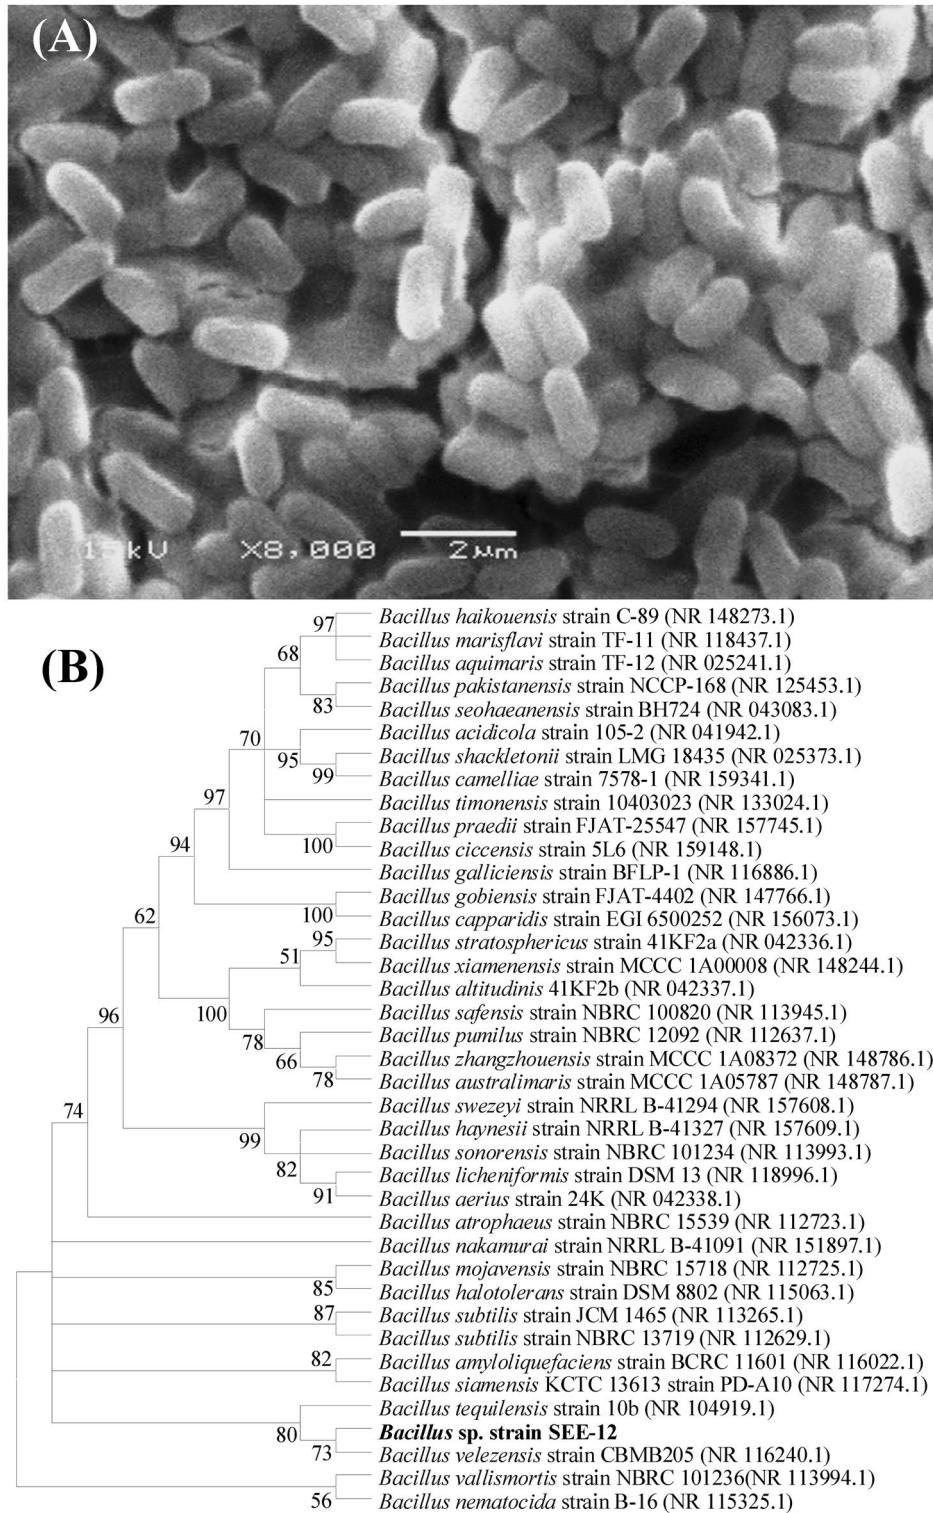 (A)
15 kV X8,000 2μm
(B)
97
Bacillus haikouensis strain C-89 (NR 148273.1)
Bacillus marisflavi strain TF-11 (NR 118437.1)
68
Bacillus aquimaris strain TF-12 (NR 025241.1)
Bacillus pakistanensis strain NCCP-168 (NR 125453.1)
83
Bacillus seohaeanensis strain BH724 (NR 043083.1)
70
Bacillus acidicola strain 105-2 (NR 041942.1)
95
Bacillus shackletonii strain LMG 18435 (NR 025373.1)
99
Bacillus camelliae strain 7578-1 (NR 159341.1)
97
Bacillus timonensis strain 10403023 (NR 133024.1)
Bacillus praedii strain FJAT-25547 (NR 157745.1)
94
100
Bacillus ciccensis strain 5L6 (NR 159148.1)
Bacillus galliciensis strain BFLP-1 (NR 116886.1)
Bacillus gobiensis strain FJAT-4402 (NR 147766.1)
62
100
Bacillus capparidis strain EGI 6500252 (NR 156073.1)
95
Bacillus stratosphericus strain 41KF2a (NR 042336.1)
51
Bacillus xiamenensis strain MCCC 1A00008 (NR 148244.1)
Bacillus altitudinis 41KF2b (NR 042337.1)
96
100
Bacillus safensis strain NBRC 100820 (NR 113945.1)
78
Bacillus pumilus strain NBRC 12092 (NR 112637.1)
66
Bacillus zhangzhouensis strain MCCC 1A08372 (NR 148786.1)
78
Bacillus australimaris strain MCCC 1A05787 (NR 148787.1)
74
Bacillus swezeyi strain NRRL B-41294 (NR 157608.1)
99
Bacillus haynesii strain NRRL B-41327 (NR 157609.1)
Bacillus sonorensis strain NBRC 101234 (NR 113993.1)
82
Bacillus licheniformis strain DSM 13 (NR 118996.1)
91
Bacillus aerius strain 24K (NR 042338.1)
Bacillus atrophaeus strain NBRC 15539 (NR 112723.1)
Bacillus nakamurai strain NRRL B-41091 (NR 151897.1)
Bacillus mojavensis strain NBRC 15718 (NR 112725.1)
85
Bacillus halotolerans strain DSM 8802 (NR 115063.1)
87
Bacillus subtilis strain JCM 1465 (NR 113265.1)
Bacillus subtilis strain NBRC 13719 (NR 112629.1)
82
Bacillus amyloliquefaciens strain BCRC 11601 (NR 116022.1)
Bacillus siamensis KCTC 13613 strain PD-A10 (NR 117274.1)
Bacillus tequilensis strain 10b (NR 104919.1)
80
Bacillus sp. strain SEE-12
73
Bacillus velezensis strain CBMB205 (NR 116240.1)
Bacillus vallismortis strain NBRC 101236(NR 113994.1)
56
Bacillus nematocida strain B-16 (NR 115325.1)